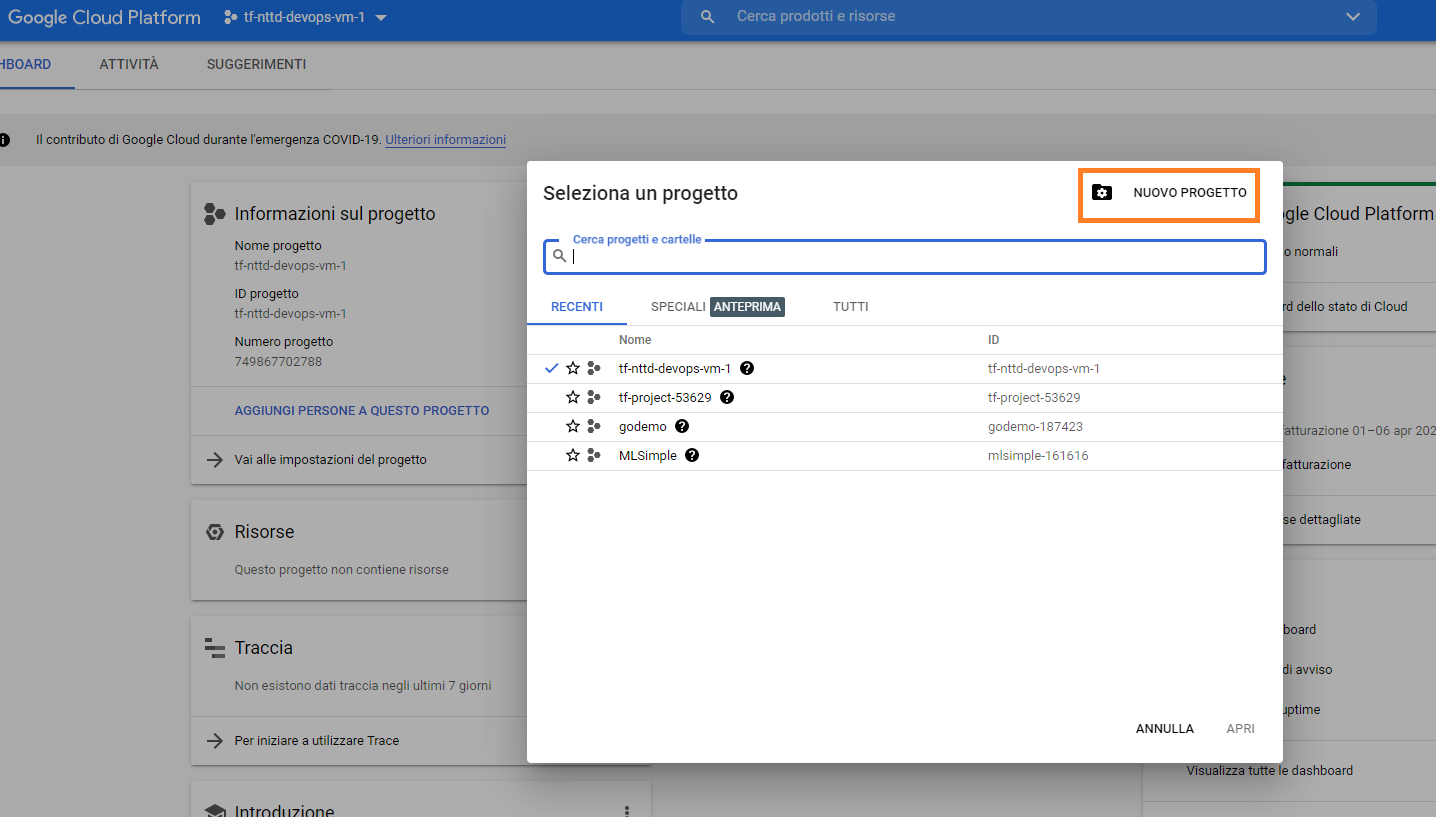 Google Cloud Platform
tf-nttd-devops-vm-1
Cerca prodotti e risorse
HBOARD
ATTIVITÀ
SUGGERIMENTI
Il contributo di Google Cloud durante l'emergenza COVID-19. Ulteriori informazioni
Informazioni sul progetto
Nome progetto
tf-nttd-devops-vm-1
ID progetto
tf-nttd-devops-vm-1
Numero progetto
749867702788
AGGIUNGI PERSONE A QUESTO PROGETTO
Vai alle impostazioni del progetto
Risorse
Questo progetto non contiene risorse
Traccia
Non esistono dati traccia negli ultimi 7 giorni
Per iniziare a utilizzare Trace
Introduzione
Seleziona un progetto
NUOVO PROGETTO
Cerca progetti e cartelle
RECENTI
SPECIALI ANTEPRIMA
TUTTI
Nome ID
tf-nttd-devops-vm-1 tf-nttd-devops-vm-1
tf-project-53629 tf-project-53629
godemo godemo-187423
MLSimple mlsimple-161616
ANNULLA
APRI
gle Cloud Platform
o normali
rd dello stato di Cloud
e
fatturazione 01–06 apr 202
fatturazione
se dettagliate
board
di avviso
uptime
Visualizza tutte le dashboard